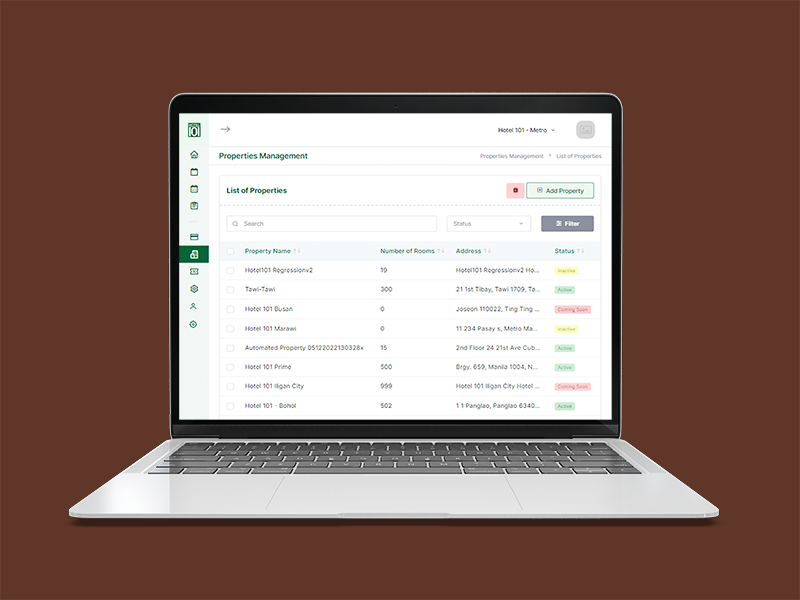 101
Hotel 101 - Metro
Properties Management
Properties Management List of Properties
List of Properties
Add Property
Search
Status
Filter
Property Name Number of Rooms Address Status
Hotel101 Regressionv2 19 Hotel101 Regressionv2 Ho... Inactive
Tawi-Tawi 300 21 1st Tibay, Tawi 1709, Ta... Active
Hotel 101 Busan 0 Joseon 110022, Ting Ting ... Coming Soon
Hotel 101 Marawi 0 11 234 Pasay s, Metro Ma... Inactive
Automated Property 05122022130328x 15 2nd Floor 24 21st Ave Cub... Active
Hotel 101 Prime 500 Brgy. 659, Manila 1004, N... Active
Hotel 101 Iligan City 999 Hotel 101 Iligan City Hotel ... Coming Soon
Hotel 101 - Bohol 502 1 1 Panglao, Panglao 6340... Active